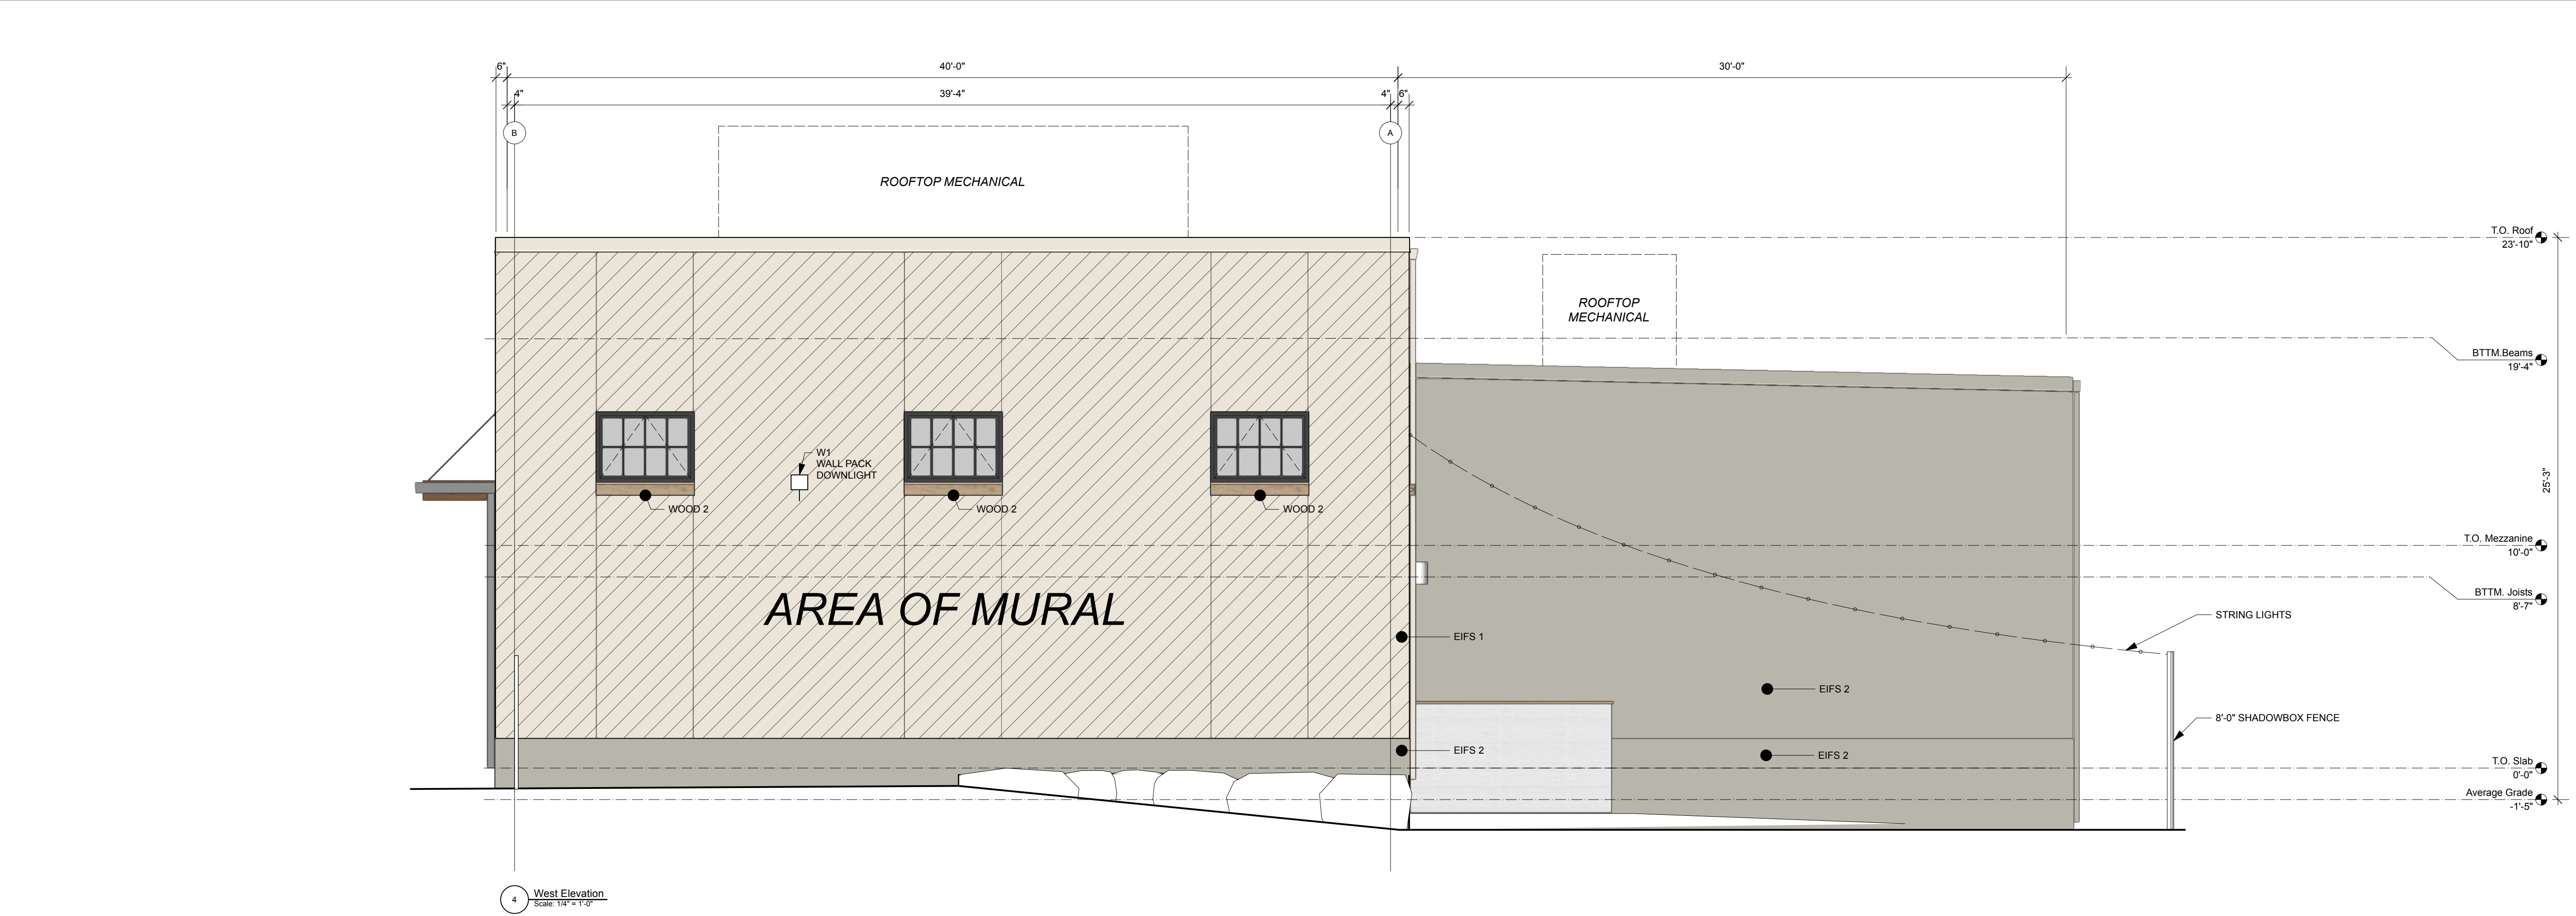 6" 40'-0" 30'-0"
4" 39'-4" 4" 6"
B A
ROOFTOP MECHANICAL
T.O. Roof
23'-10"
ROOFTOP
MECHANICAL
BTTM.Beams
19'-4"
W1
WALL PACK
DOWNLIGHT
WOOD 2 WOOD 2 WOOD 2
25'-3"
T.O. Mezzanine
10'-0"
BTTM. Joists
8'-7"
AREA OF MURAL
STRING LIGHTS
EIFS 1
EIFS 2
8'-0" SHADOWBOX FENCE
EIFS 2
EIFS 2
T.O. Slab
0'-0"
Average Grade
-1'-5"
4
West Elevation
Scale: 1/4" = 1'-0"